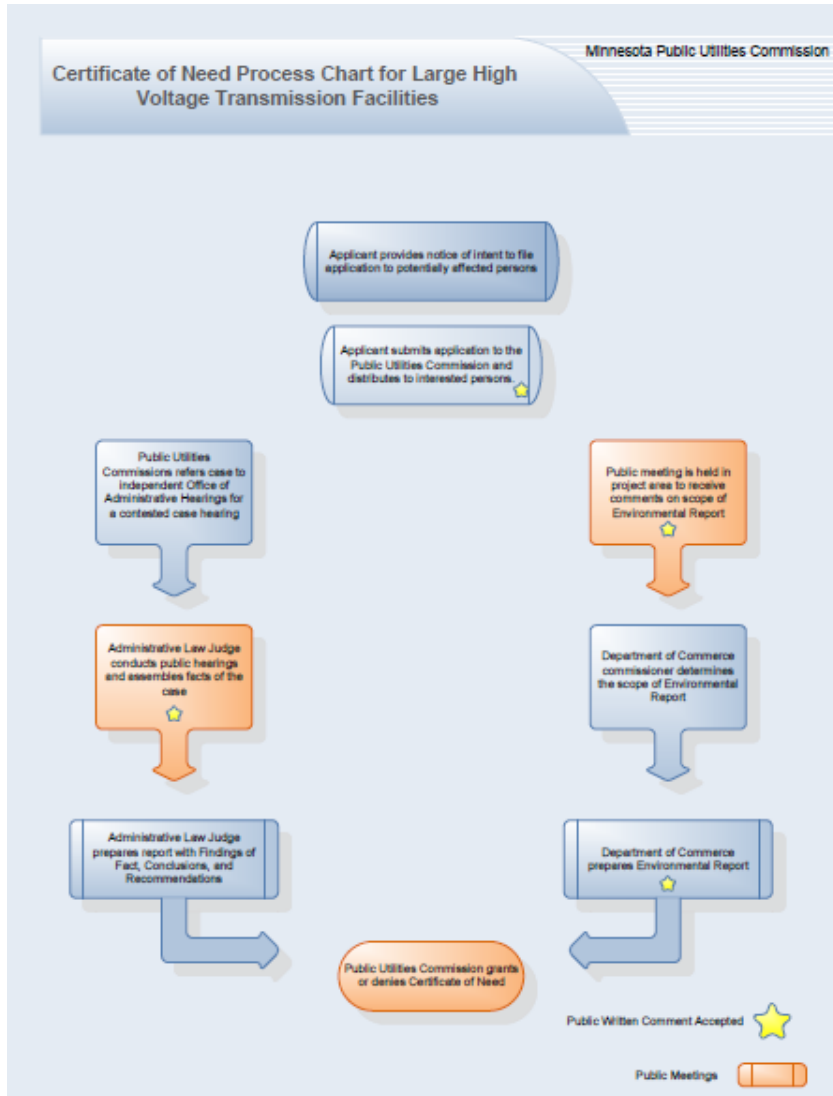 Minnesota Public Utilities Commission
Certificate of Need Process Chart for Large High
Voltage Transmission Facilities
Applicant provides notice of intent to file
application to potentially affected persons
Applicant submits application to the
Public Utilities Commission and
distributes to interested persons.
Public Utilities
Commissions refers case to
independent Office of
Administrative Hearings for
a contested case hearing
Public meeting is held in
project area to receive
comments on scope of
Environmental Report
Administrative Law Judge
conducts public hearings
and assembles facts of the
case
Department of Commerce
commissioner determines
the scope of Environmental
Report
Administrative Law Judge
prepares report with Findings of
Fact, Conclusions, and
Recommendations
Department of Commerce
prepares Environmental Report
Public Utilities Commission grants
or denies Certificate of Need
Public Written Comment Accepted
Public Meetings